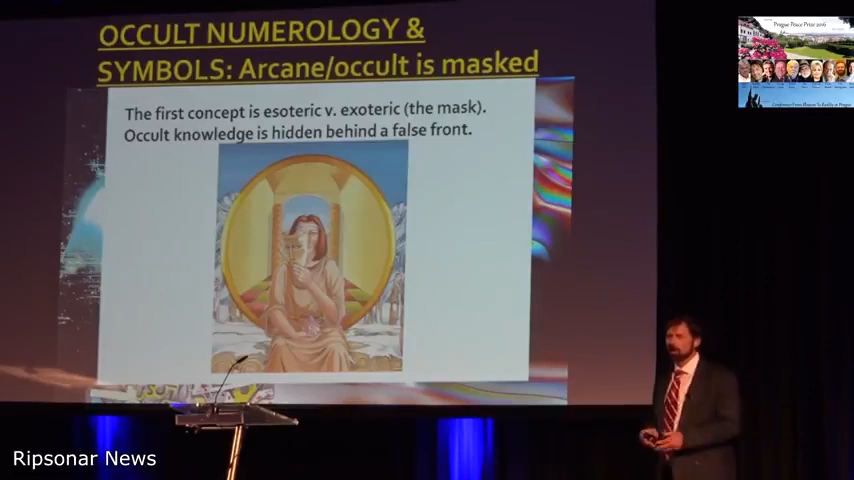 OCCULT NUMEROLOGY &
SYMBOLS: Arcane/occult is masked
The first concept is esoteric v. exoteric (the mask).
Occult knowledge is hidden behind a false front.
Prague Peace Prize 2016
Ripsonar News